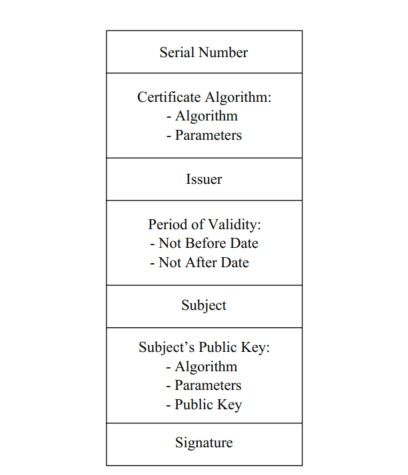 Serial Number
Certificate Algorithm:
- Algorithm
- Parameters
Issuer
Period of Validity:
- Not Before Date
- Not After Date
Subject
Subject's Public Key:
- Algorithm
- Parameters
- Public Key
Signature